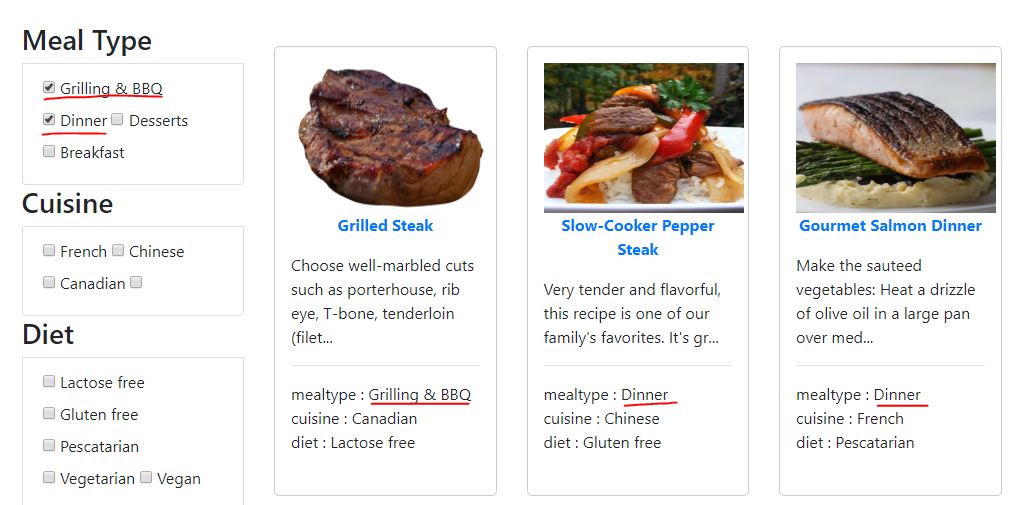 Meal Type
Grilling & BBQ
Dinner Desserts
Breakfast
Cuisine
French Chinese
Canadian
Diet
Lactose free
Gluten free
Pescatarian
Vegetarian Vegan
Grilled Steak
Choose well-marbled cuts
such as porterhouse, rib
eye, T-bone, tenderloin
(filet...
mealtype : Grilling & BBQ
cuisine : Canadian
diet : Lactose free
Slow-Cooker Pepper
Steak
Very tender and flavorful,
this recipe is one of our
family's favorites. It's gr...
mealtype : Dinner
cuisine : Chinese
diet : Gluten free
Gourmet Salmon Dinner
Make the sauteed
vegetables: Heat a drizzle
of olive oil in a large pan
over med...
mealtype : Dinner
cuisine : French
diet : Pescatarian